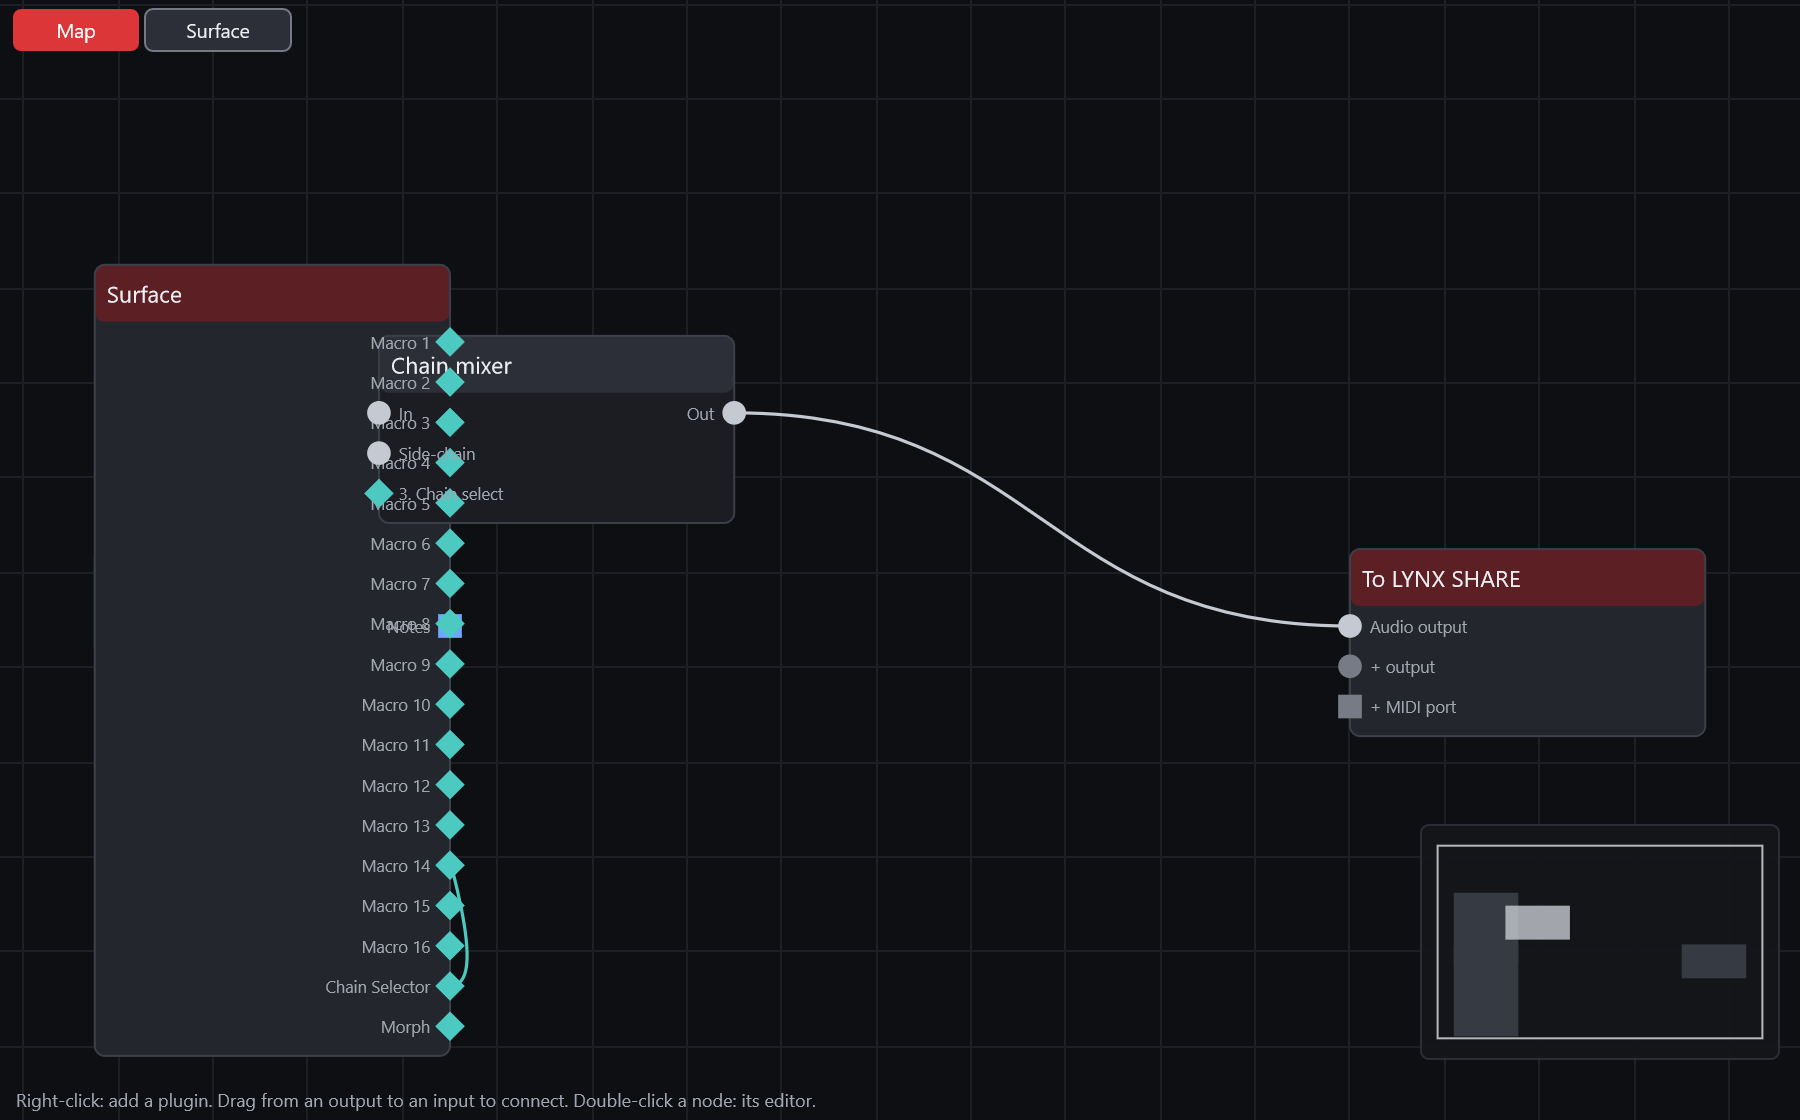 Map
Surface
Surface
Macro 1
Chain mixer
Macro 2
In
Out
Macro 3
Side-chain
Macro 4
3. Chain select
Macro 5
Macro 6
Macro 7
Macro 8
Notes
Macro 9
Macro 10
Macro 11
Macro 12
Macro 13
Macro 14
Macro 15
Macro 16
Chain Selector
Morph
To LYNX SHARE
Audio output
+ output
+ MIDI port
Right-click: add a plugin. Drag from an output to an input to connect. Double-click a node: its editor.